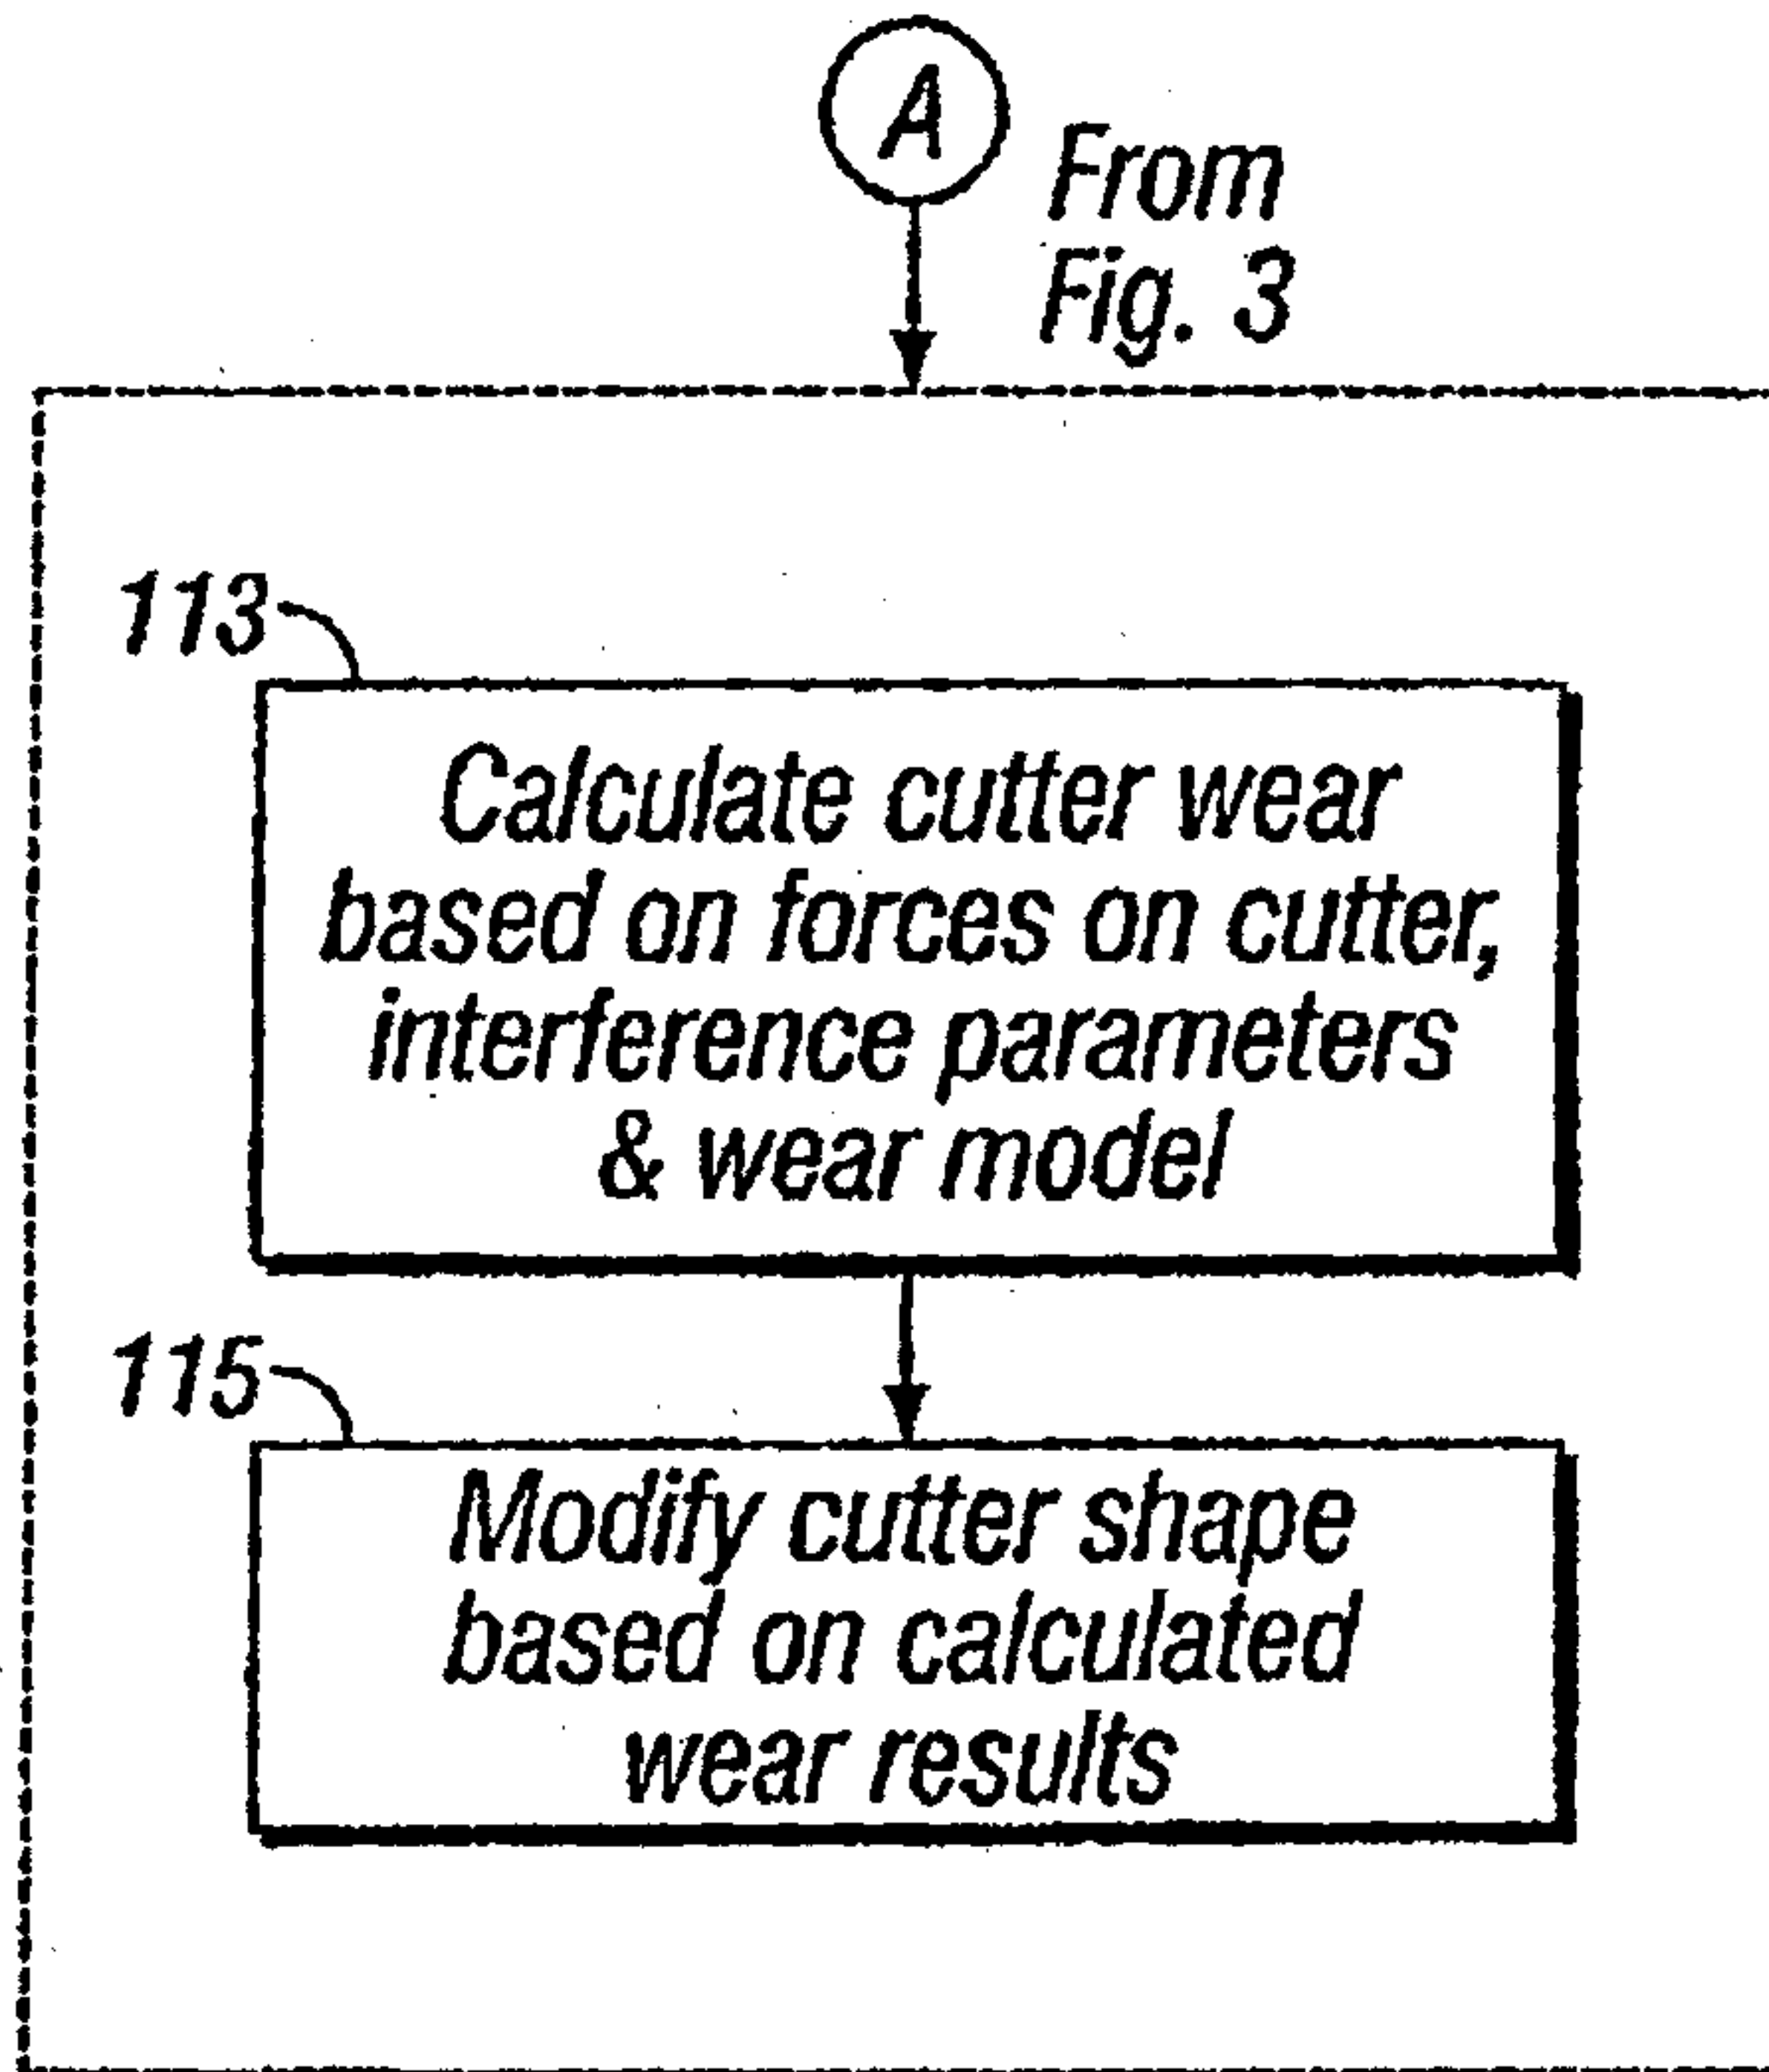 A
From
Fig. 3
113
Calculate cutter wear
based on forces on cutter,
interference parameters
& wear model
115
Modify cutter shape
based on calculated
wear results